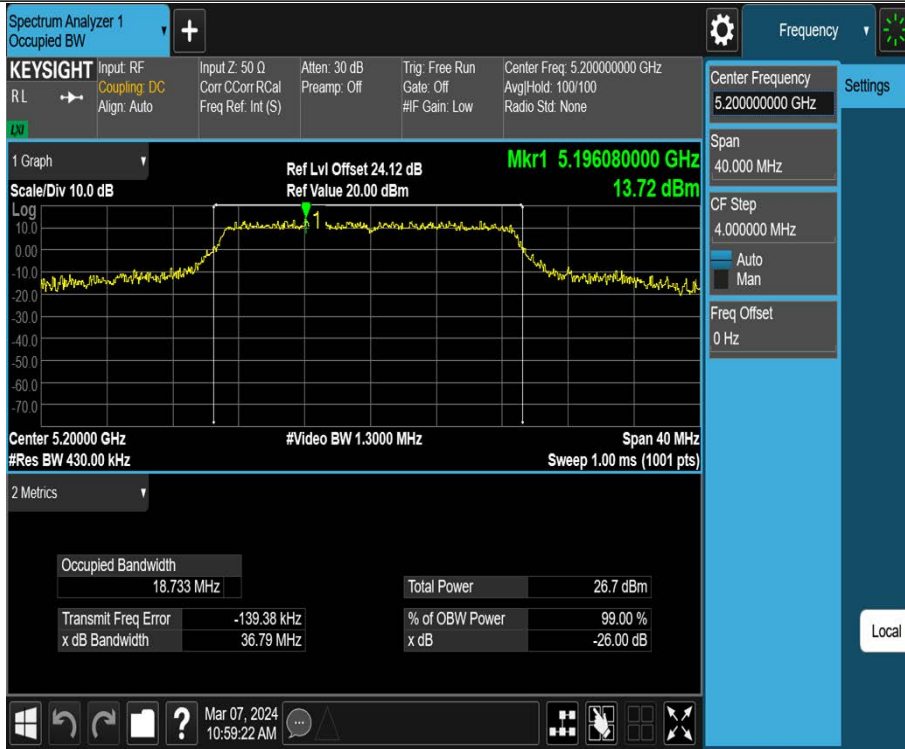 Spectrum Analyzer 1
Occupied BW
+
Frequency
KEYSIGHT
R L
LXI
Input: RF
Coupling: DC
Align: Auto
Input Z: 50 Ω
Corr CCorr RCal
Freq Ref: Int (S)
Atten: 30 dB
Preamp: Off
Trig: Free Run
Gate: Off
#IF Gain: Low
Center Freq: 5.200000000 GHz
Avg|Hold: 100/100
Radio Std: None
Center Frequency
5.200000000 GHz
Settings
Span
40.000 MHz
CF Step
4.000000 MHz
Auto
Man
Freq Offset
0 Hz
Local
1 Graph
Scale/Div 10.0 dB
Ref Lvl Offset 24.12 dB
Ref Value 20.00 dBm
Mkr1 5.196080000 GHz
13.72 dBm
Log
1
10.0
0.00
-10.0
-20.0
-30.0
-40.0
-50.0
-60.0
-70.0
Center 5.20000 GHz
#Video BW 1.3000 MHz
Span 40 MHz
#Res BW 430.00 kHz
Sweep 1.00 ms (1001 pts)
2 Metrics
Occupied Bandwidth
18.733 MHz
Total Power 26.7 dBm
Transmit Freq Error -139.38 kHz
% of OBW Power 99.00 %
x dB Bandwidth 36.79 MHz
x dB -26.00 dB
?
Mar 07, 2024
10:59:22 AM